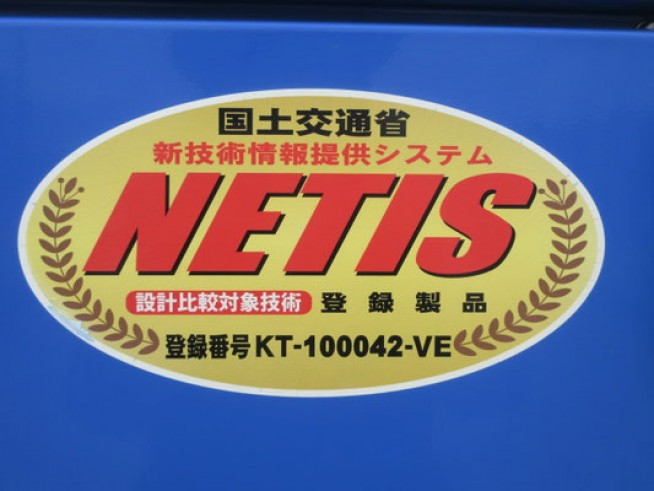 国土交通省
新技術情報提供システム
NETIS
設計比較対象技術 登録製品
登録番号KT-100042-VE